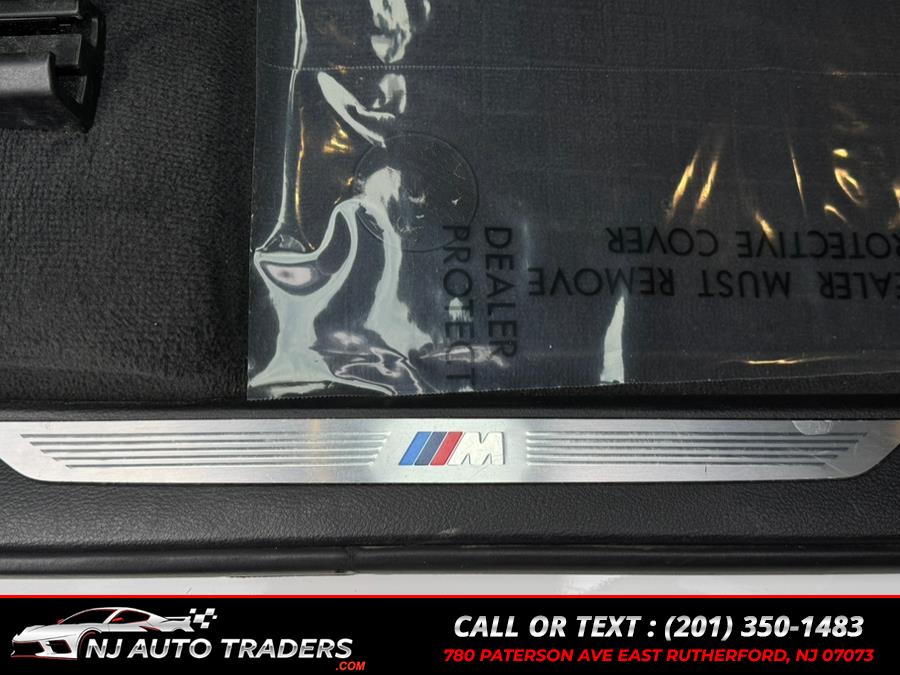 DEALER
PROTECT
DEALER MUST REMOVE
PROTECTIVE COVER
M
NJ AUTO TRADERS
.COM
CALL OR TEXT : (201) 350-1483
780 PATERSON AVE EAST RUTHERFORD, NJ 07073